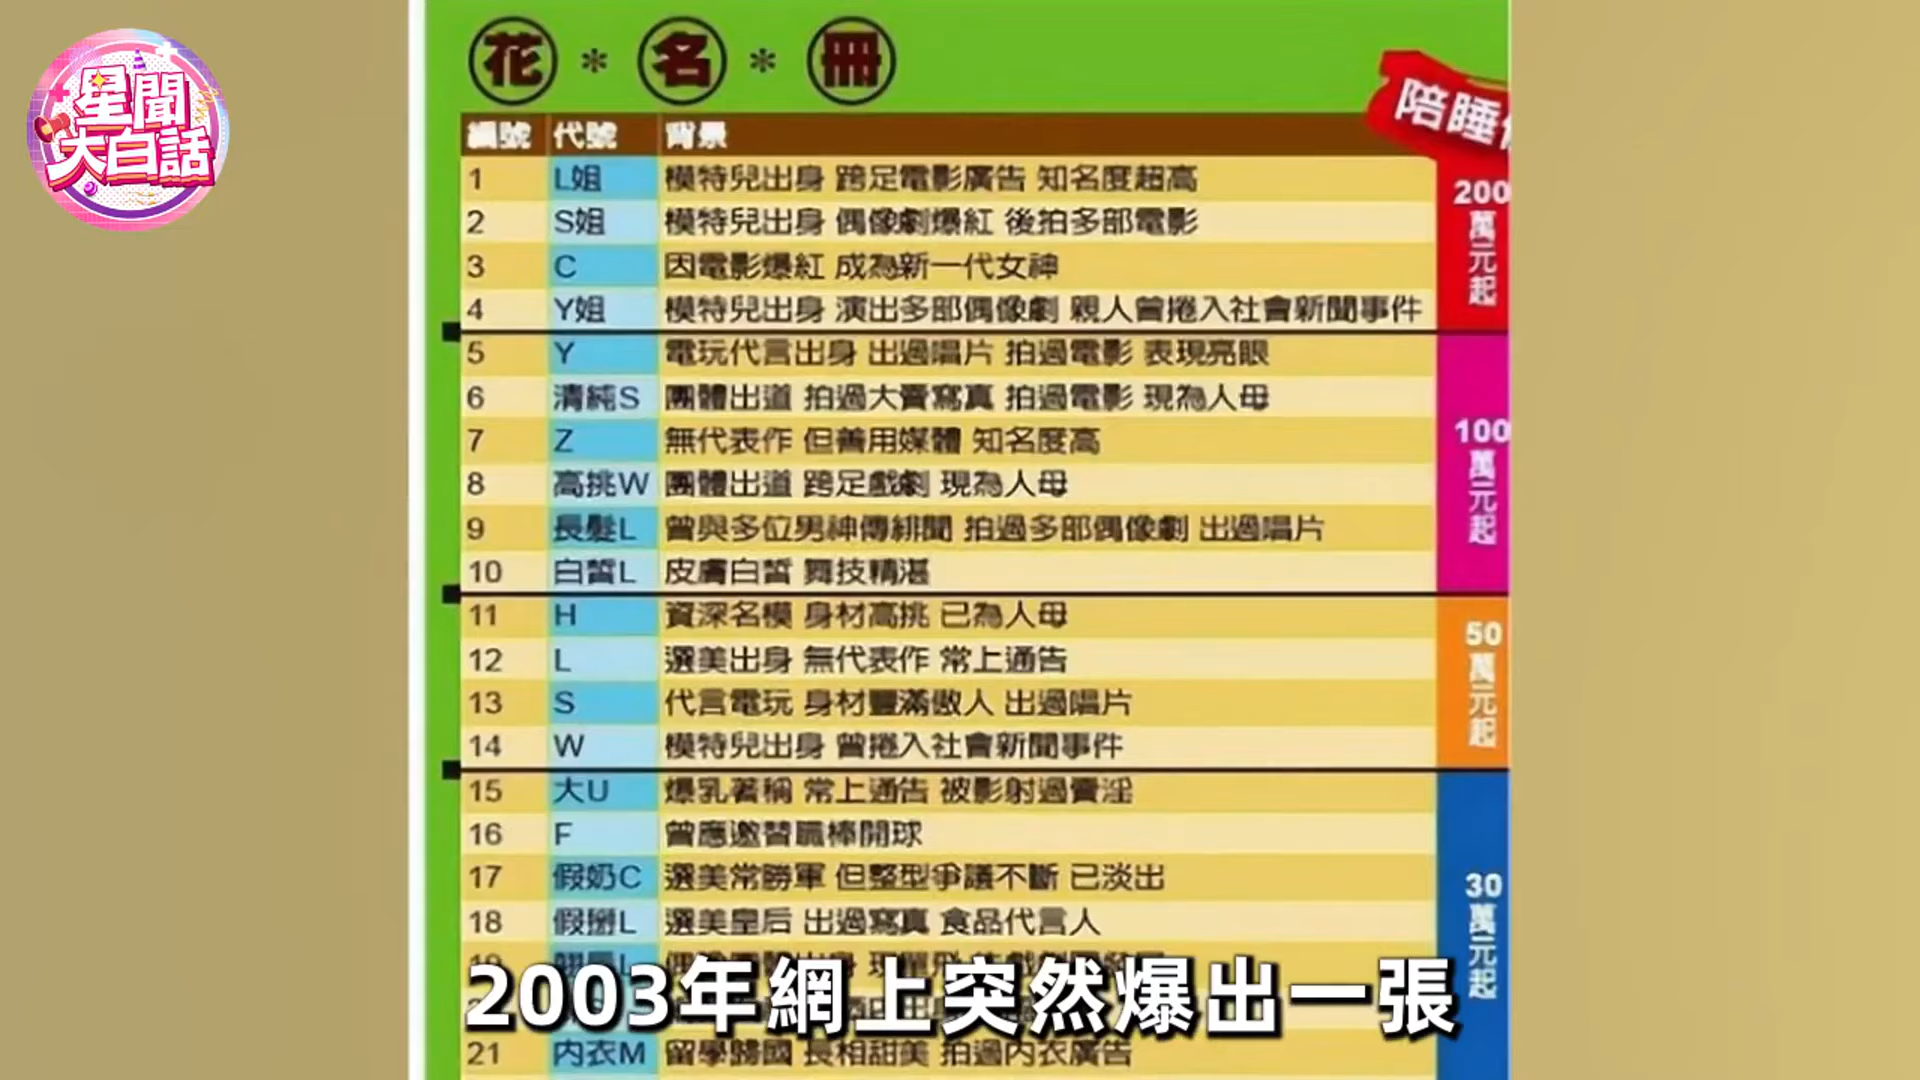 星聞
大白話
花*名*冊
陪睡
編號 代號 背景
1 L姐 模特兒出身 跨足電影廣告 知名度超高
2 S姐 模特兒出身 偶像劇爆紅 後拍多部電影
3 C 因電影爆紅 成為新一代女神
4 Y姐 模特兒出身 演出多部偶像劇 親人曾捲入社會新聞事件
200萬元起
5 Y 電玩代言出身 出過唱片 拍過電影 表現亮眼
6 清純S 團體出道 拍過大賣寫真 拍過電影 現為人母
7 Z 無代表作 但善用媒體 知名度高
8 高挑W 團體出道 跨足戲劇 現為人母
9 長髮L 曾與多位男神傳緋聞 拍過多部偶像劇 出過唱片
10 白皙L 皮膚白皙 舞技精湛
100萬元起
11 H 資深名模 身材高挑 已為人母
12 L 選美出身 無代表作 常上通告
13 S 代言電玩 身材豐滿傲人 出過唱片
14 W 模特兒出身 曾捲入社會新聞事件
50萬元起
15 大U 爆乳著稱 常上通告 被影射過賣淫
16 F 曾應邀替職棒開球
17 假奶C 選美常勝軍 但整型爭議不斷 已淡出
18 假掰L 選美皇后 出過寫真 食品代言人
30萬元起
2003年網上突然爆出一張
21 內衣M 留學歸國 長相甜美 拍過內衣廣告